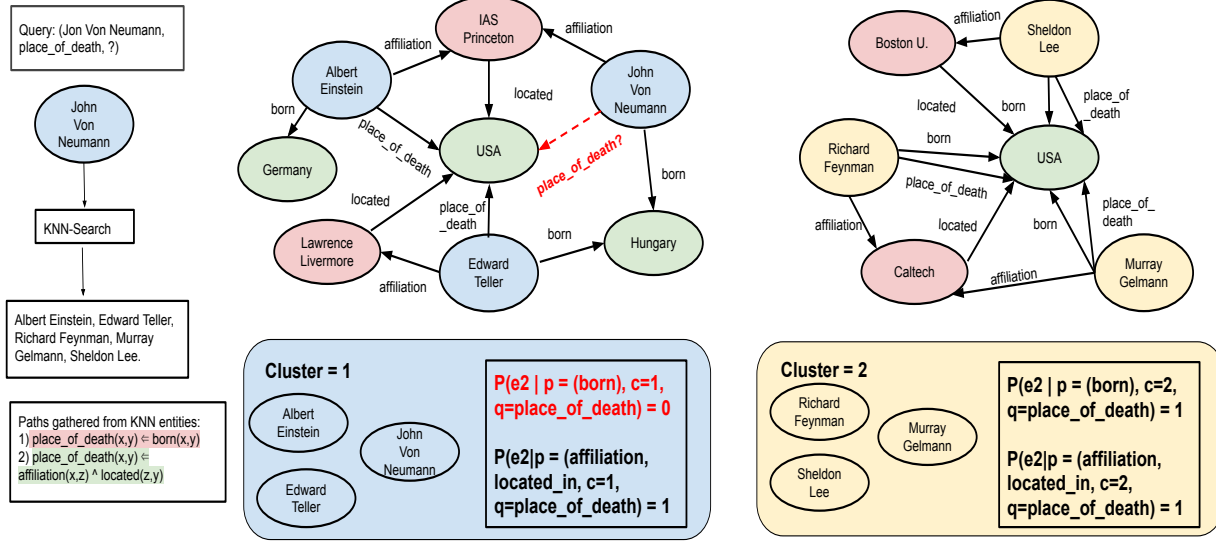 Query: (Jon Von Neumann,
place_of_death, ?)
John
Von
Neumann
KNN-Search
Albert Einstein, Edward Teller,
Richard Feynman, Murray
Gelmann, Sheldon Lee.
Paths gathered from KNN entities:
1) place_of_death(x,y) ⇐ born(x,y)
2) place_of_death(x,y) ⇐
affiliation(x,z) ^ located(z,y)
IAS
Princeton
affiliation
affiliation
Albert
Einstein
John
Von
Neumann
born
located
place_of_death
USA
place_of_death?
Germany
born
located
place_of
_death
born
Hungary
Lawrence
Livermore
Edward
Teller
affiliation
affiliation
Sheldon
Lee
Boston U.
located
born
place_of
_death
born
Richard
Feynman
USA
place_of_death
affiliation
located
place_of_
_death
Caltech
affiliation
Murray
Gelmann
Cluster = 1
Albert
Einstein
John
Von
Neumann
Edward
Teller
P(e2 | p = (born), c=1,
q=place_of_death) = 0
P(e2|p = (affiliation,
located_in, c=1,
q=place_of_death) = 1
Cluster = 2
Richard
Feynman
Murray
Gelmann
Sheldon
Lee
P(e2 | p = (born), c=2,
q=place_of_death) = 1
P(e2|p = (affiliation,
located_in, c=2,
q=place_of_death) = 1